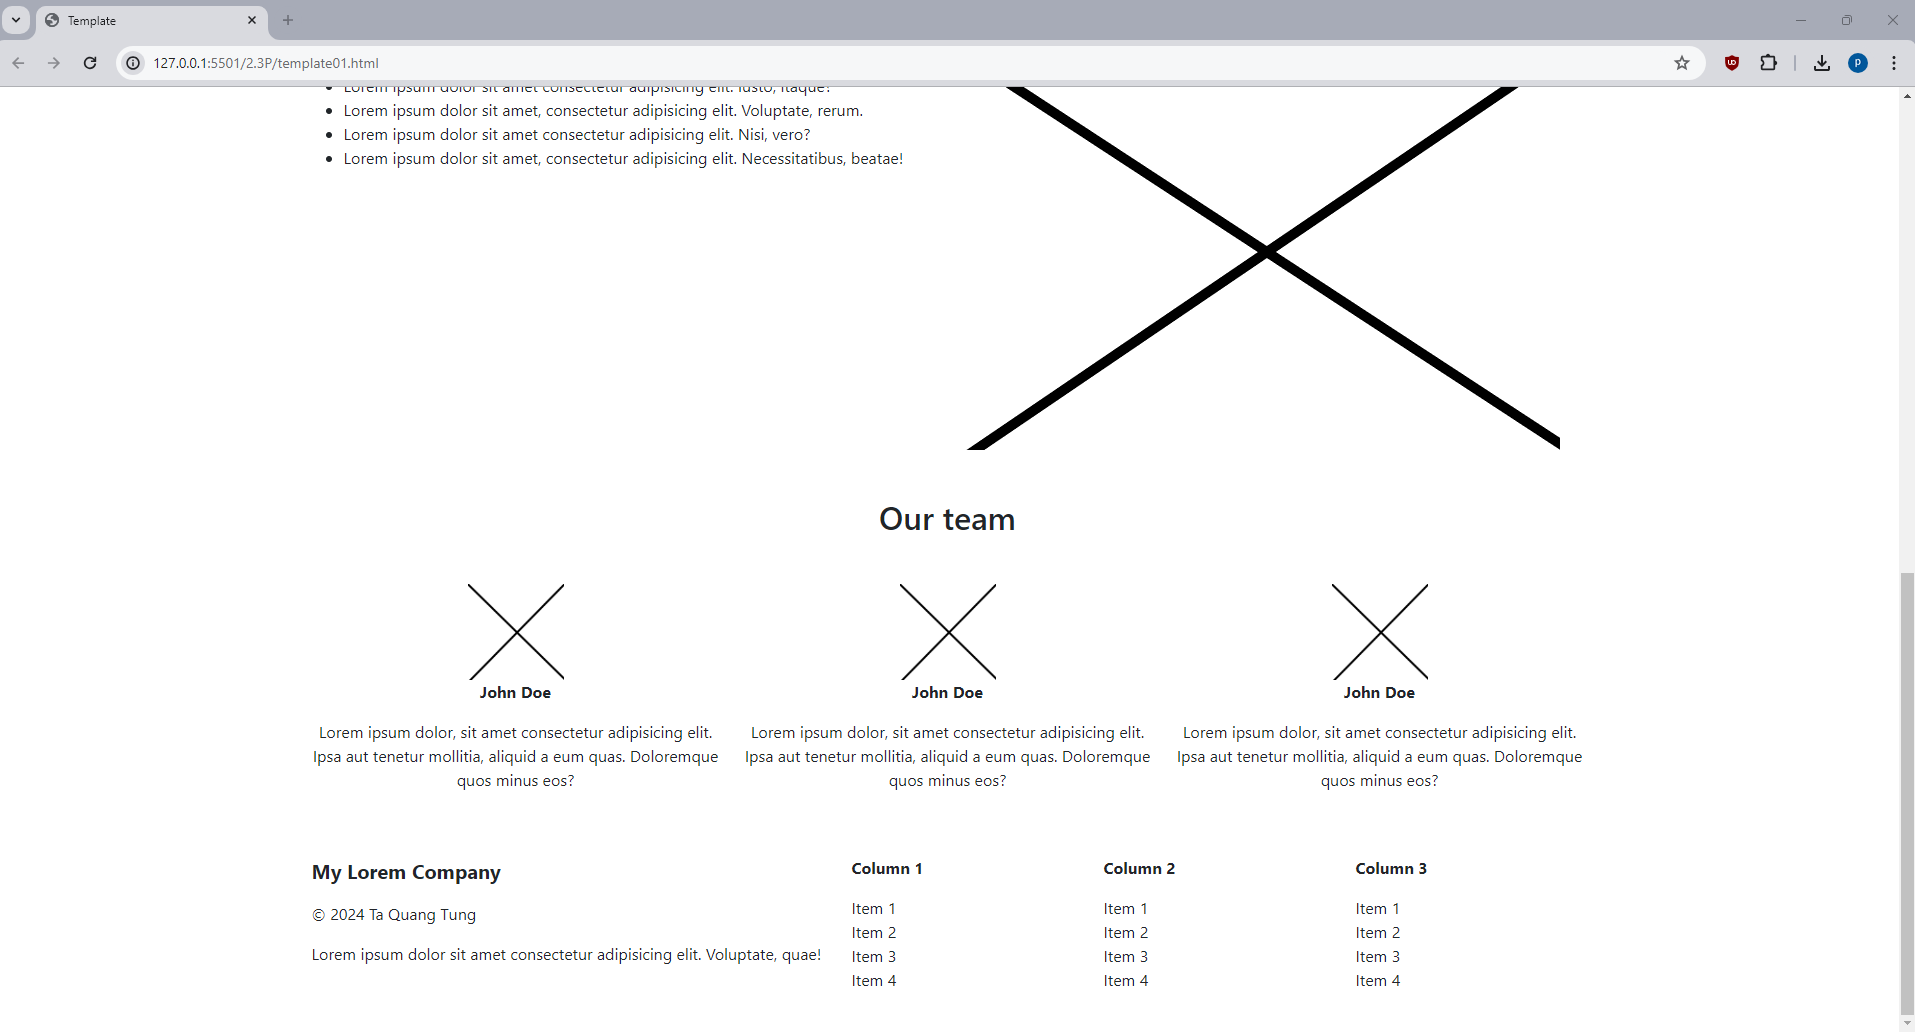 Template
127.0.0.1:5501/2.3P/template01.html
Lorem ipsum dolor sit amet consectetur adipisicing elit. Iusto, itaque!
Lorem ipsum dolor sit amet, consectetur adipisicing elit. Voluptate, rerum.
Lorem ipsum dolor sit amet consectetur adipisicing elit. Nisi, vero?
Lorem ipsum dolor sit amet, consectetur adipisicing elit. Necessitatibus, beatae!
Our team
John Doe
Lorem ipsum dolor, sit amet consectetur adipisicing elit.
Ipsa aut tenetur mollitia, aliquid a eum quas. Doloremque
quos minus eos?
John Doe
Lorem ipsum dolor, sit amet consectetur adipisicing elit.
Ipsa aut tenetur mollitia, aliquid a eum quas. Doloremque
quos minus eos?
John Doe
Lorem ipsum dolor, sit amet consectetur adipisicing elit.
Ipsa aut tenetur mollitia, aliquid a eum quas. Doloremque
quos minus eos?
My Lorem Company
© 2024 Ta Quang Tung
Lorem ipsum dolor sit amet consectetur adipisicing elit. Voluptate, quae!
Column 1
Item 1
Item 2
Item 3
Item 4
Column 2
Item 1
Item 2
Item 3
Item 4
Column 3
Item 1
Item 2
Item 3
Item 4